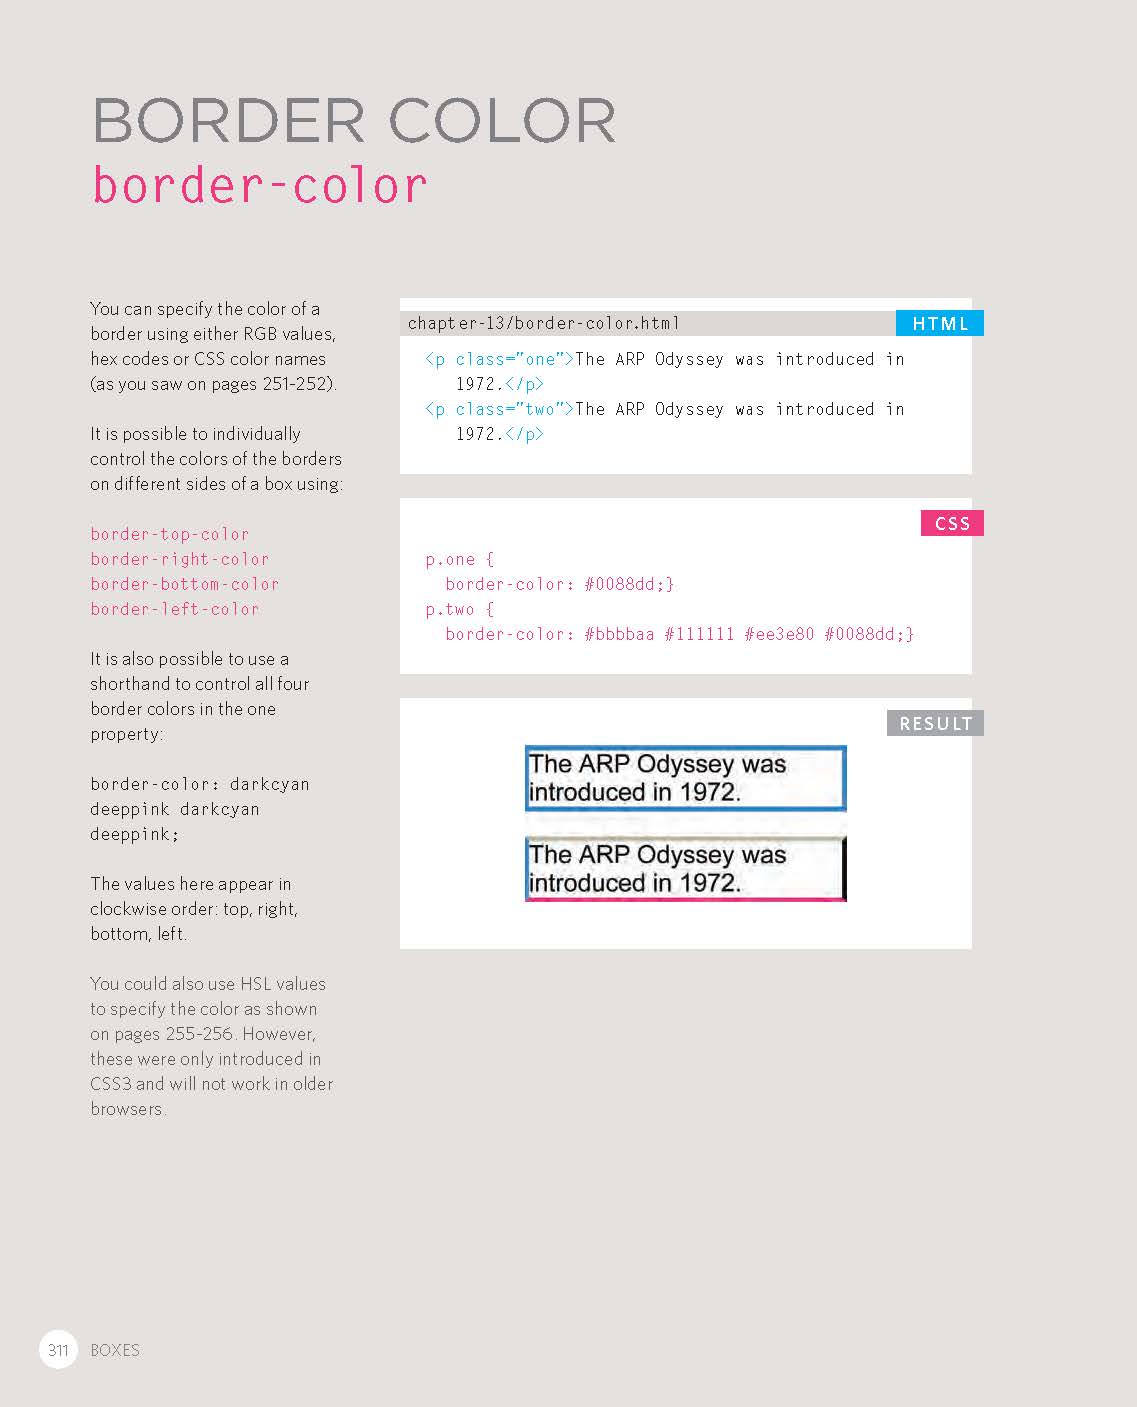 BORDER COLOR
border-color
You can specify the color of a
border using either RGB values,
hex codes or CSS color names
(as you saw on pages 251-252).
It is possible to individually
control the colors of the borders
on different sides of a box using:
border-top-color
border-right-color
border-bottom-color
border-left-color
It is also possible to use a
shorthand to control all four
border colors in the one
property:
border-color: darkcyan
deeppink darkcyan
deeppink;
The values here appear in
clockwise order: top, right,
bottom, left.
You could also use HSL values
to specify the color as shown
on pages 255-256. However,
these were only introduced in
CSS3 and will not work in older
browsers.
chapter-13/border-color.html
HTML
<p class="one">The ARP Odyssey was introduced in
1972.</p>
<p class="two">The ARP Odyssey was introduced in
1972.</p>
CSS
p.one {
border-color: #0088dd;}
p.two {
border-color: #bbbbaa #111111 #ee3e80 #0088dd;}
RESULT
The ARP Odyssey was
introduced in 1972.
The ARP Odyssey was
introduced in 1972.
311 BOXES